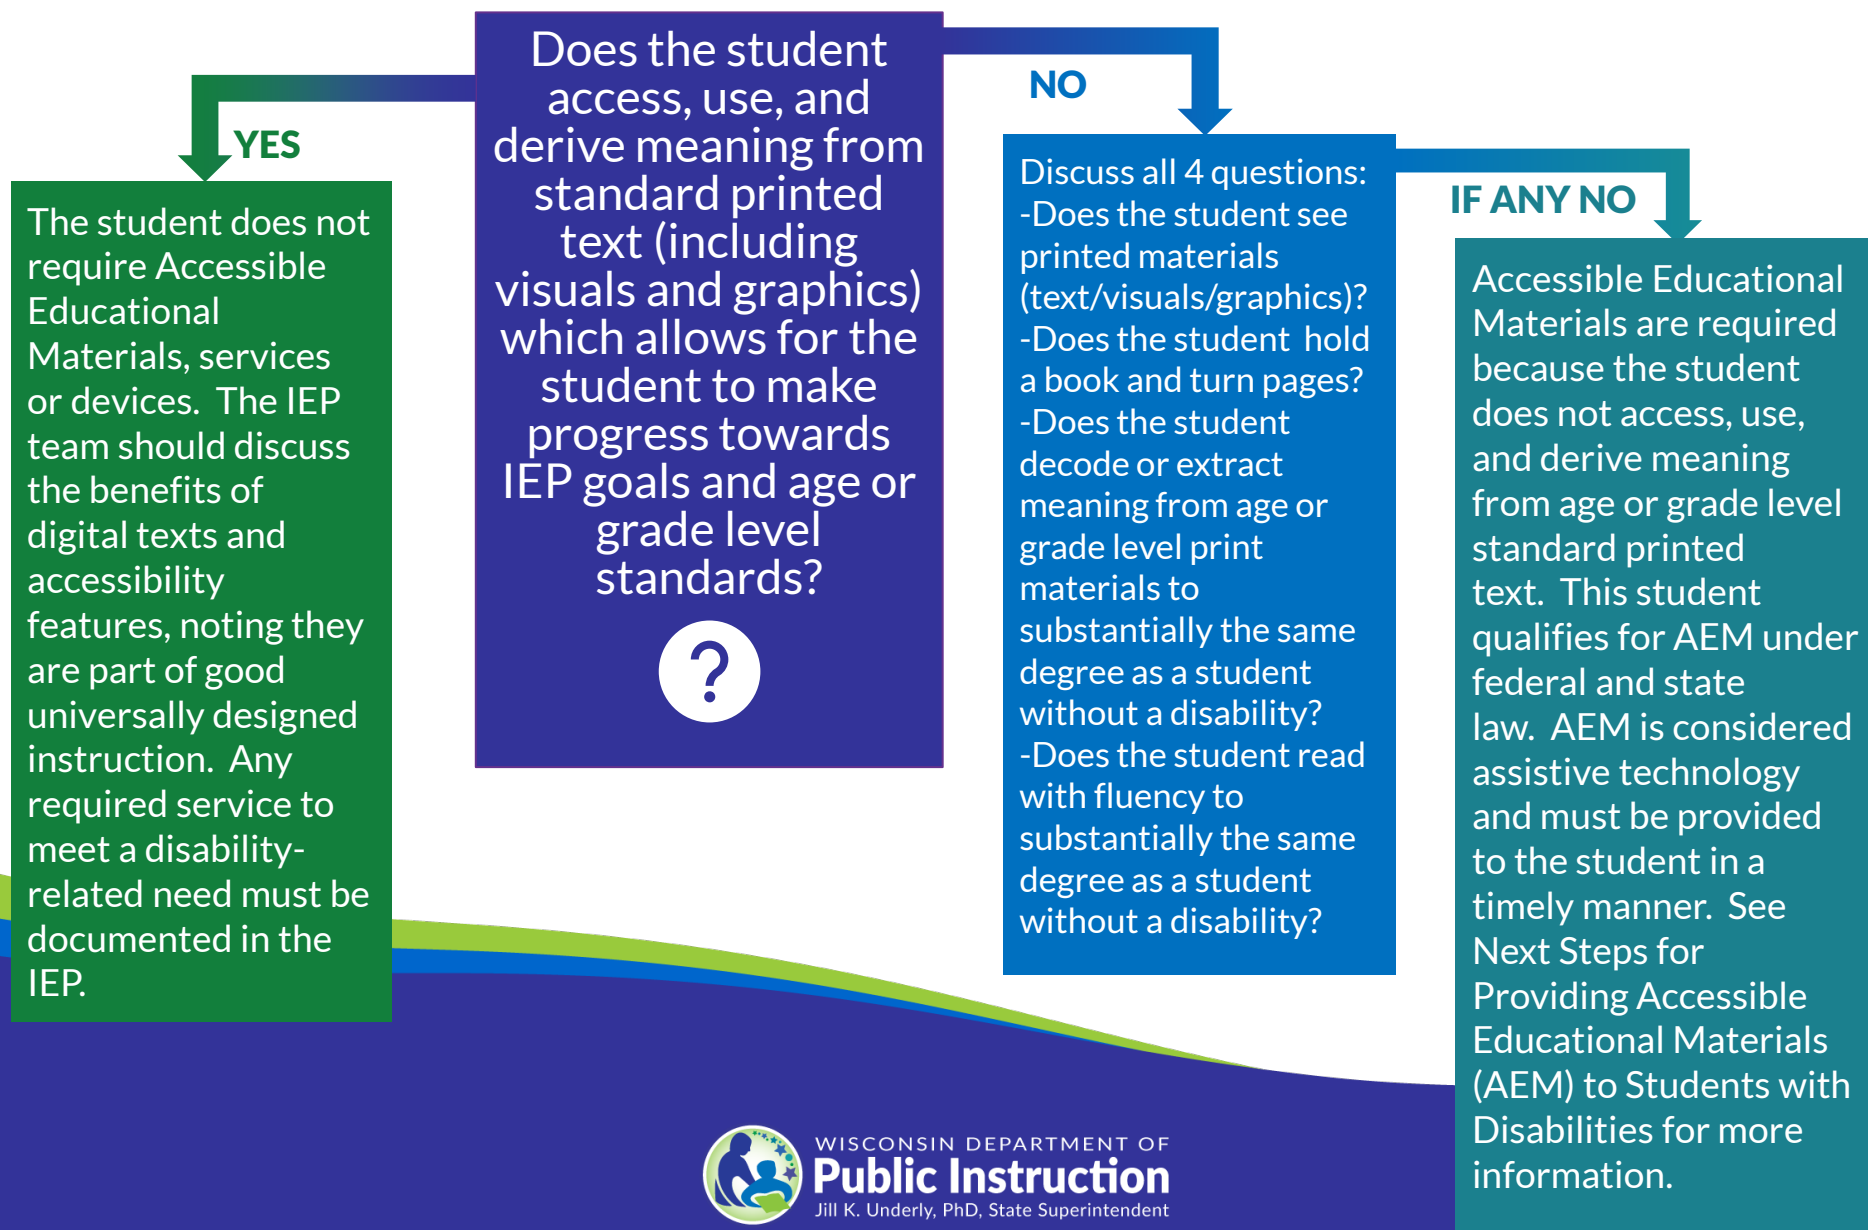 Does the student
access, use, and
derive meaning from
standard printed
text (including
visuals and graphics)
which allows for the
student to make
progress towards
IEP goals and age or
grade level
standards?
?
YES
The student does not
require Accessible
Educational
Materials, services
or devices.  The IEP
team should discuss
the benefits of
digital texts and
accessibility
features, noting they
are part of good
universally designed
instruction.  Any
required service to
meet a disability-
related need must be
documented in the
IEP.
NO
Discuss all 4 questions:
-Does the student see
printed materials
(text/visuals/graphics)?
-Does the student  hold
a book and turn pages?
-Does the student
decode or extract
meaning from age or
grade level print
materials to
substantially the same
degree as a student
without a disability?
-Does the student read
with fluency to
substantially the same
degree as a student
without a disability?
IF ANY NO
Accessible Educational
Materials are required
because the student
does not access, use,
and derive meaning
from age or grade level
standard printed
text.  This student
qualifies for AEM under
federal and state
law.  AEM is considered
assistive technology
and must be provided
to the student in a
timely manner.  See
Next Steps for
Providing Accessible
Educational Materials
(AEM) to Students with
Disabilities for more
information.
WISCONSIN DEPARTMENT OF
Public Instruction
Jill K. Underly, PhD, State Superintendent